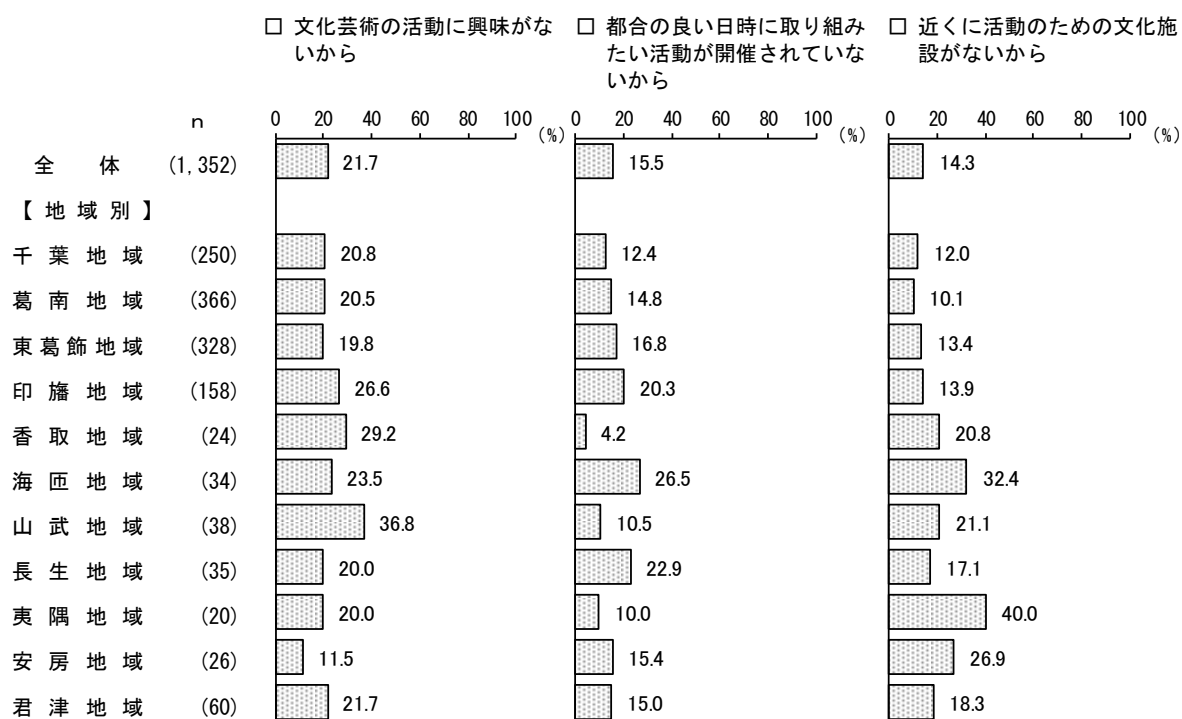 □ 文化芸術の活動に興味がな
いから
□ 都合の良い日時に取り組み
たい活動が開催されていな
いから
□ 近くに活動のための文化施
設がないから
n
0 20 40 60 80 100 (%)
0 20 40 60 80 100 (%)
0 20 40 60 80 100 (%)
全体 (1,352) 21.7 15.5 14.3
【地域別】
千葉地域 (250) 20.8 12.4 12.0
葛南地域 (366) 20.5 14.8 10.1
東葛飾地域 (328) 19.8 16.8 13.4
印旛地域 (158) 26.6 20.3 13.9
香取地域 (24) 29.2 4.2 20.8
海匝地域 (34) 23.5 26.5 32.4
山武地域 (38) 36.8 10.5 21.1
長生地域 (35) 20.0 22.9 17.1
夷隅地域 (20) 20.0 10.0 40.0
安房地域 (26) 11.5 15.4 26.9
君津地域 (60) 21.7 15.0 18.3